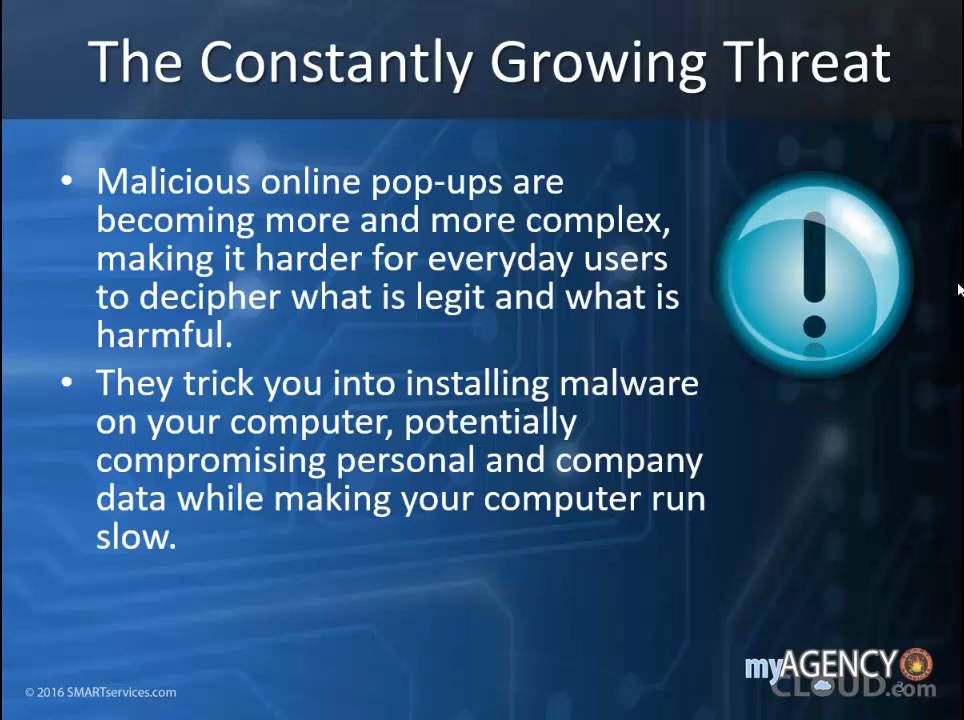 The Constantly Growing Threat
• Malicious online pop-ups are
becoming more and more complex,
making it harder for everyday users
to decipher what is legit and what is
harmful.
• They trick you into installing malware
on your computer, potentially
compromising personal and company
data while making your computer run
slow.
myAGENCY
CLOUD.com
© 2016 SMARTservices.com